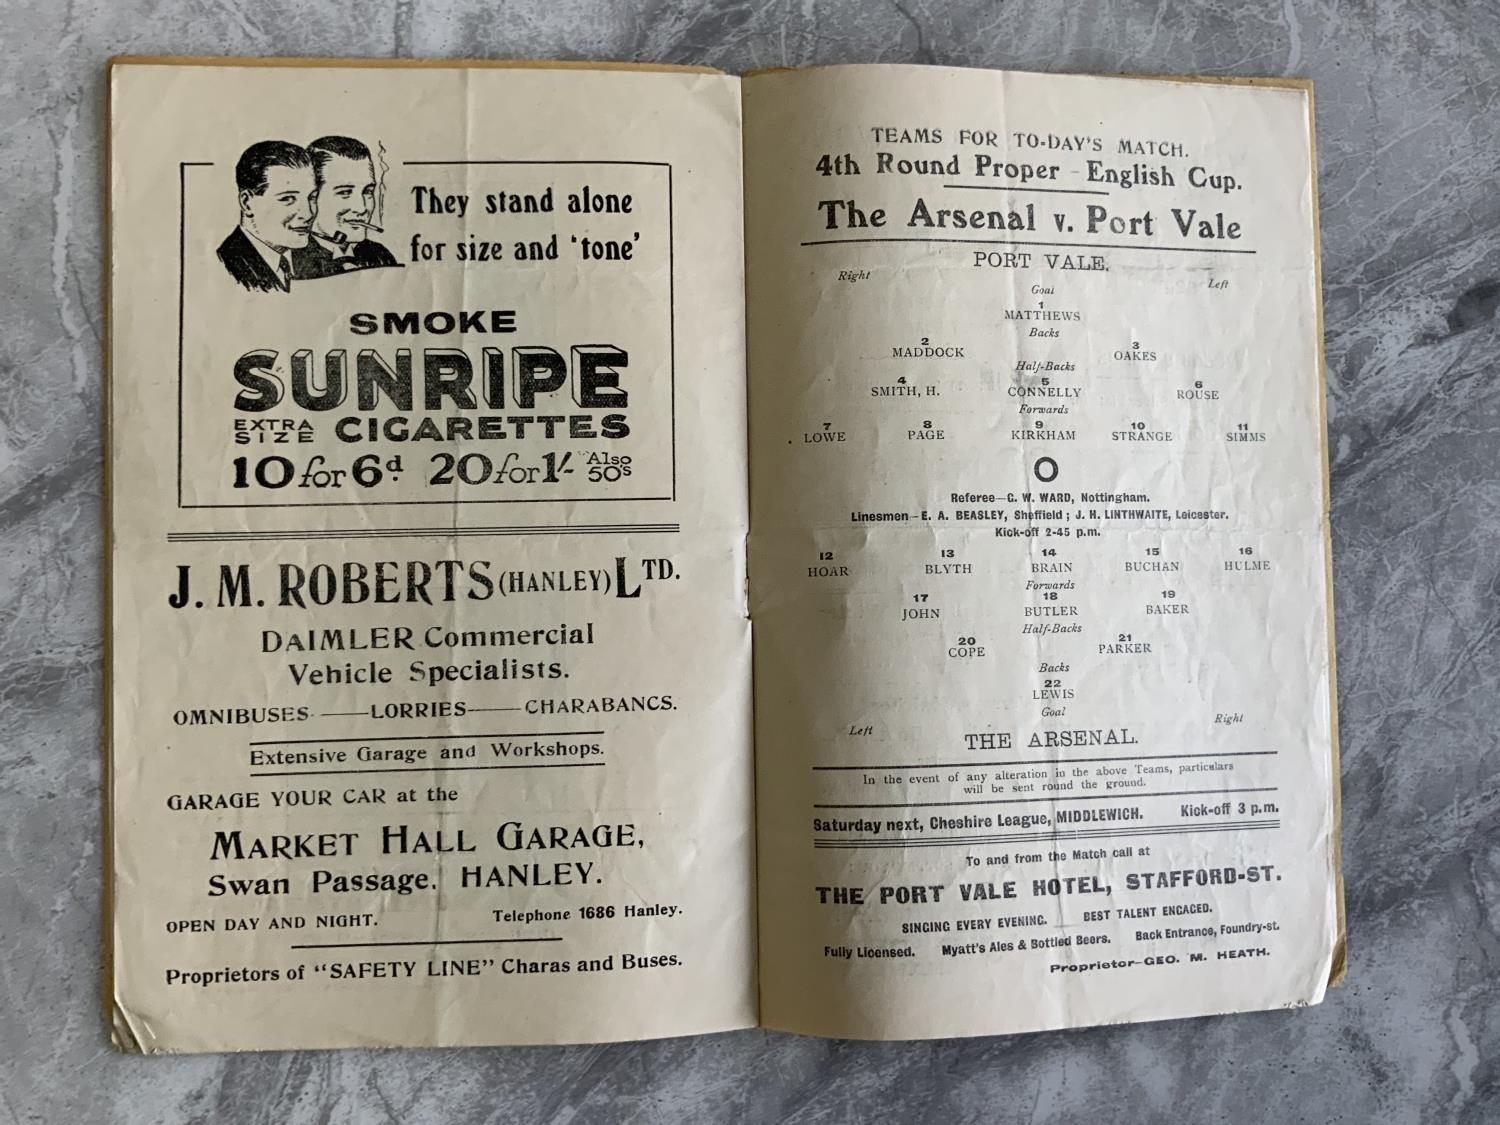 They stand alone
for size and 'tone'
SMOKE
SUNRIPE
EXTRA SIZE CIGARETTES
10 for 6d. 20 for 1/- Also 50's
J. M. ROBERTS (HANLEY) LTD.
DAIMLER Commercial
Vehicle Specialists.
OMNIBUSES—LORRIES—CHARABANCS.
Extensive Garage and Workshops.
GARAGE YOUR CAR at the
MARKET HALL GARAGE,
Swan Passage, HANLEY.
OPEN DAY AND NIGHT. Telephone 1686 Hanley.
Proprietors of "SAFETY LINE" Charas and Buses.
TEAMS FOR TO-DAY'S MATCH.
4th Round Proper - English Cup.
The Arsenal v. Port Vale
PORT VALE.
Right Left
Goal
1
MATTHEWS
Backs
2 3
MADDOCK OAKES
Half-Backs
4 5 6
SMITH, H. CONNELLY ROUSE
Forwards
7 8 9 10 11
LOWE PAGE KIRKHAM STRANGE SIMMS
O
Referee—C. W. WARD, Nottingham.
Linesmen—E. A. BEASLEY, Sheffield; J. H. LINTHWAITE, Leicester.
Kick-off 2-45 p.m.
12 13 14 15 16
HOAR BLYTH BRAIN BUCHAN HULME
Forwards
17 18 19
JOHN BUTLER BAKER
Half-Backs
20 21
COPE PARKER
Backs
22
LEWIS
Goal
Left Right
THE ARSENAL.
In the event of any alteration in the above Teams, particulars
will be sent round the ground.
Saturday next, Cheshire League, MIDDLEWICH. Kick-off 3 p.m.
To and from the Match call at
THE PORT VALE HOTEL, STAFFORD-ST.
SINGING EVERY EVENING. BEST TALENT ENGAGED.
Fully Licensed. Myatt's Ales & Bottled Beers. Back Entrance, Foundry-st.
Proprietor—GEO. M. HEATH.